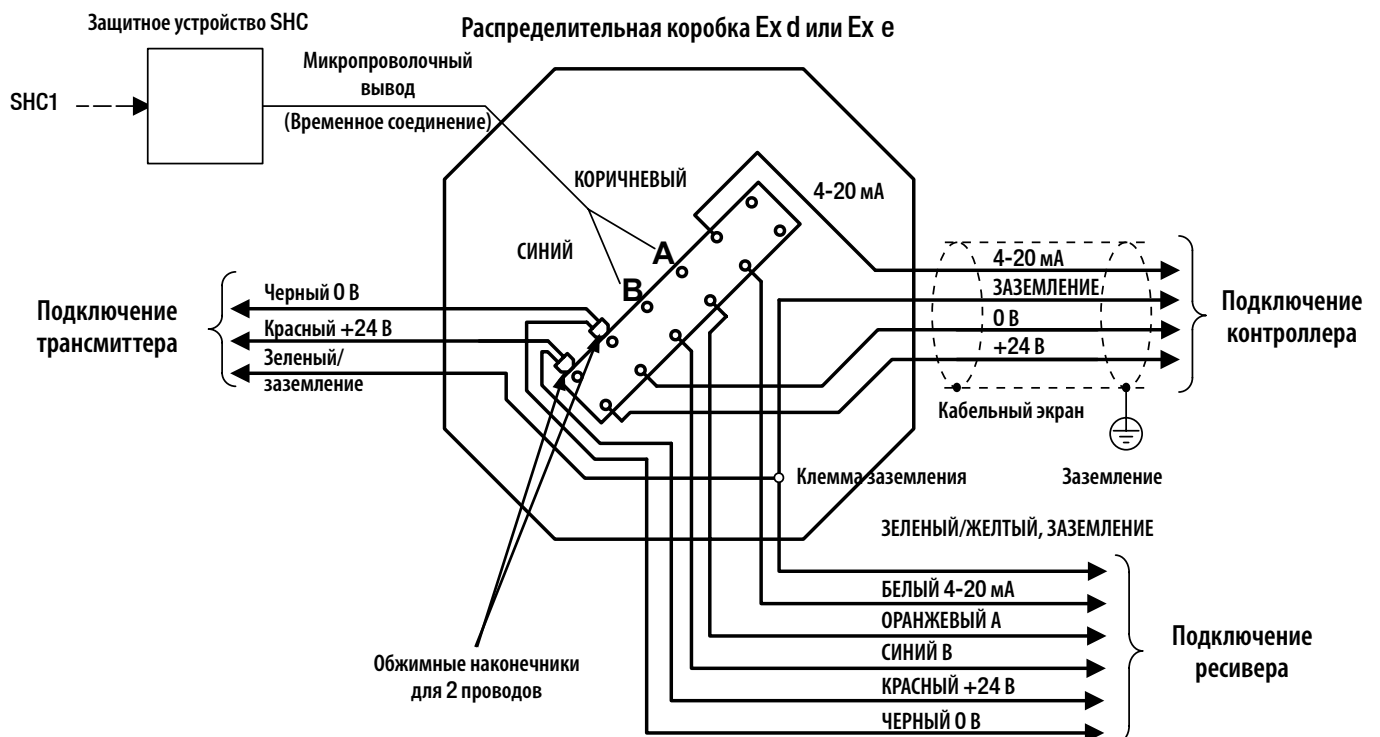 Защитное устройство SHC
Распределительная коробка Ex d или Ex e
Микропроволочный
вывод
(Временное соединение)
SHC1
КОРИЧНЕВЫЙ
4-20 мА
СИНИЙ
A
B
4-20 мА
ЗАЗЕМЛЕНИЕ
0 В
+24 В
Подключение
контроллера
Подключение
трансмиттера
Черный 0 В
Красный +24 В
Зеленый/
заземление
Кабельный экран
Клемма заземления
Заземление
ЗЕЛЕНЫЙ/ЖЕЛТЫЙ, ЗАЗЕМЛЕНИЕ
БЕЛЫЙ 4-20 мА
ОРАНЖЕВЫЙ А
СИНИЙ В
КРАСНЫЙ +24 В
ЧЕРНЫЙ 0 В
Подключение
ресивера
Обжимные наконечники
для 2 проводов